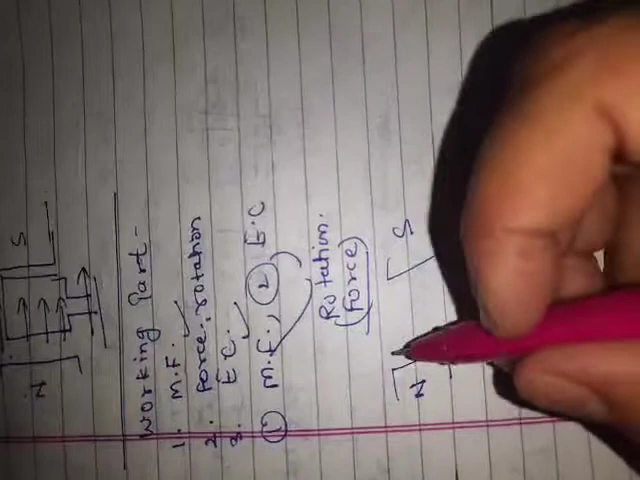 N S
Working Part-
1. M.F.
2. force: rotation
3. E.C.
① M.F., ② E.C
Rotation.
(force)
N S